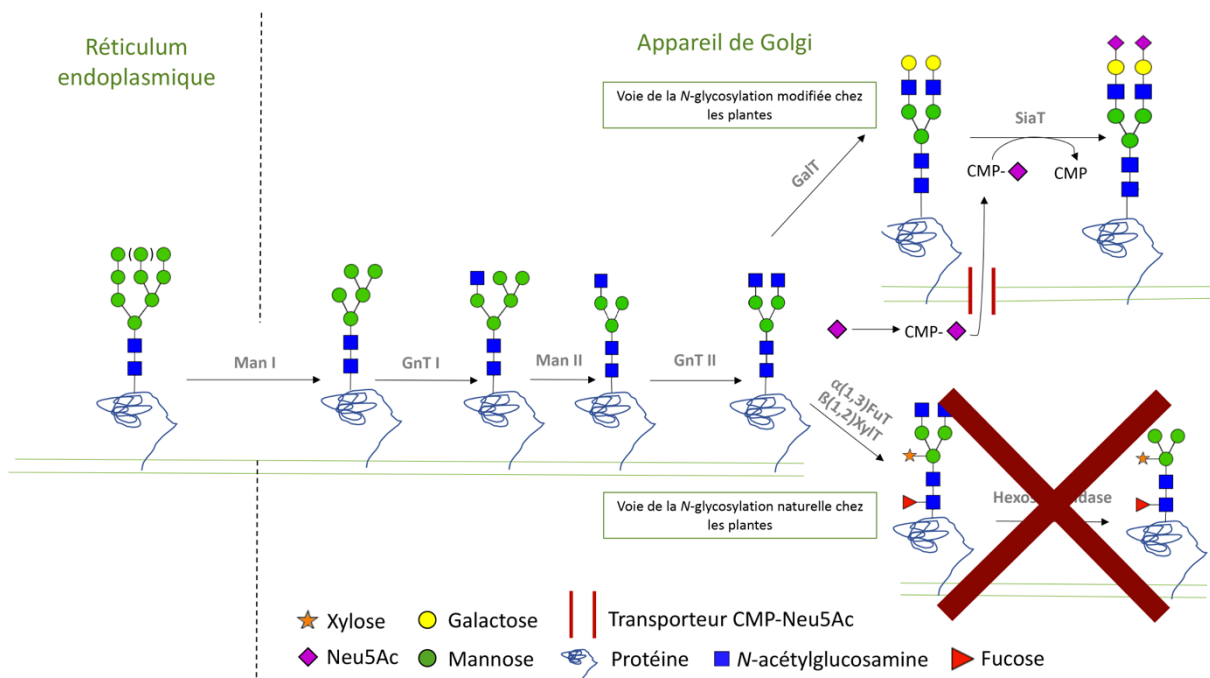 Réticulum
endoplasmique
Appareil de Golgi
Voie de la N-glycosylation modifiée chez
les plantes
GalT
SiaT
CMP-
CMP
Man I
GnT I
Man II
GnT II
CMP-
α(1,3)FuT
ß(1,2)XylT
Voie de la N-glycosylation naturelle chez
les plantes
Xylose
Galactose
Transporteur CMP-Neu5Ac
Neu5Ac
Mannose
Protéine
N-acétylglucosamine
Fucose